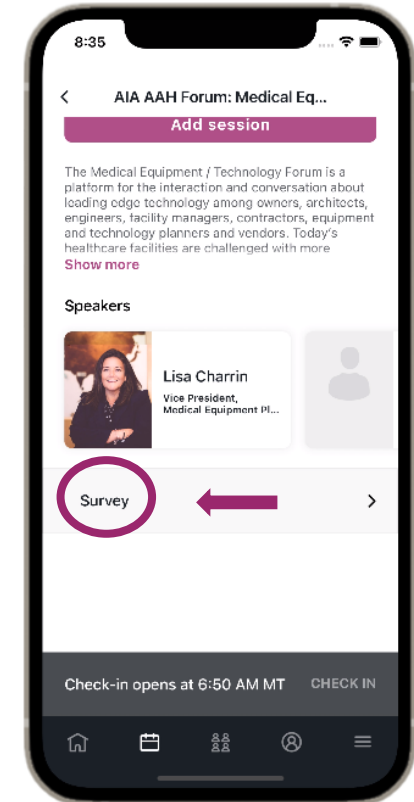 8:35
AIA AAH Forum: Medical Eq...
Add session
The Medical Equipment / Technology Forum is a
platform for the interaction and conversation about
leading edge technology among owners, architects,
engineers, facility managers, contractors, equipment
and technology planners and vendors. Today's
healthcare facilities are challenged with more
Show more
Speakers
Lisa Charrin
Vice President,
Medical Equipment Pl...
Survey
Check-in opens at 6:50 AM MT CHECK IN